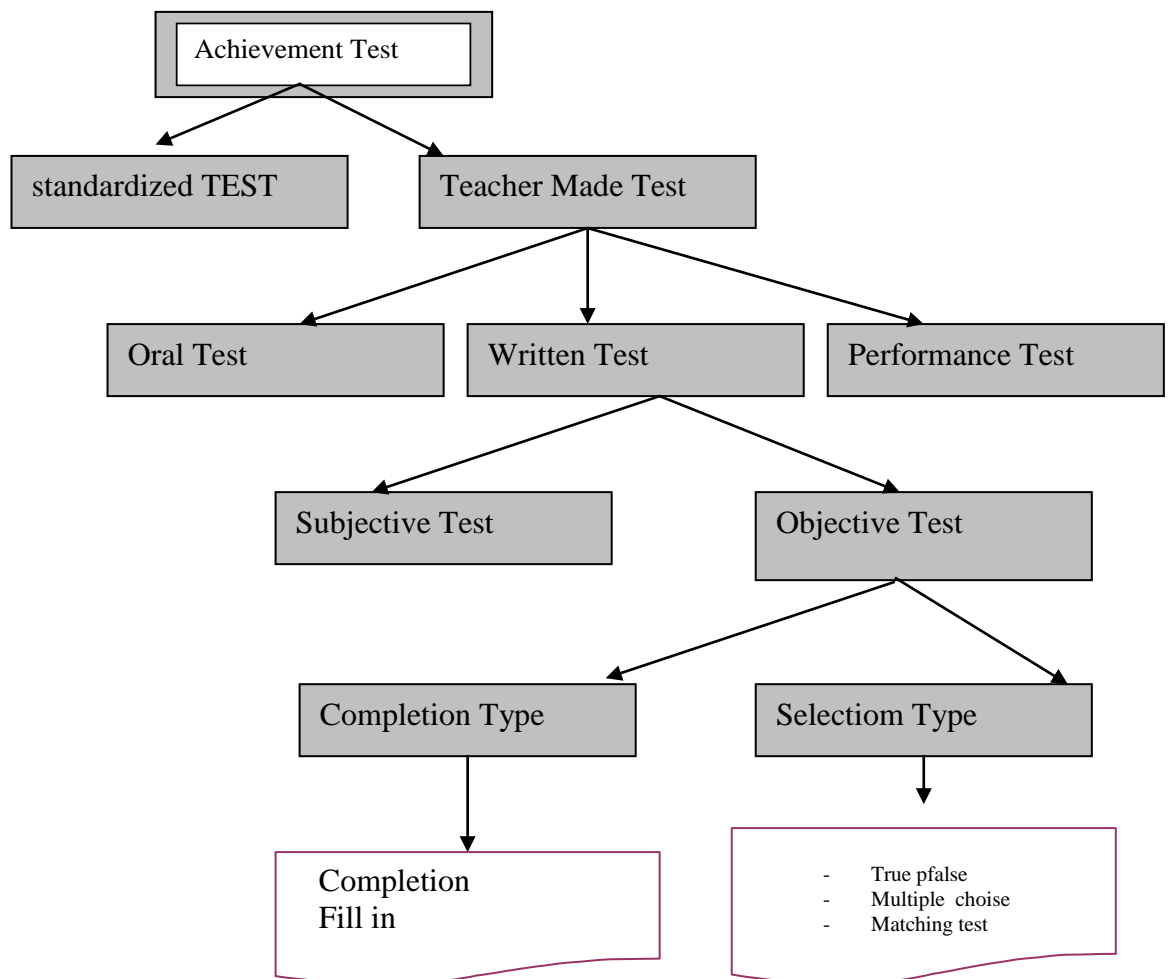 Achievement Test
standardized TEST
Teacher Made Test
Oral Test
Written Test
Performance Test
Subjective Test
Objective Test
Completion Type
Selectiom Type
Completion
Fill in
- True pfalse
- Multiple choise
- Matching test